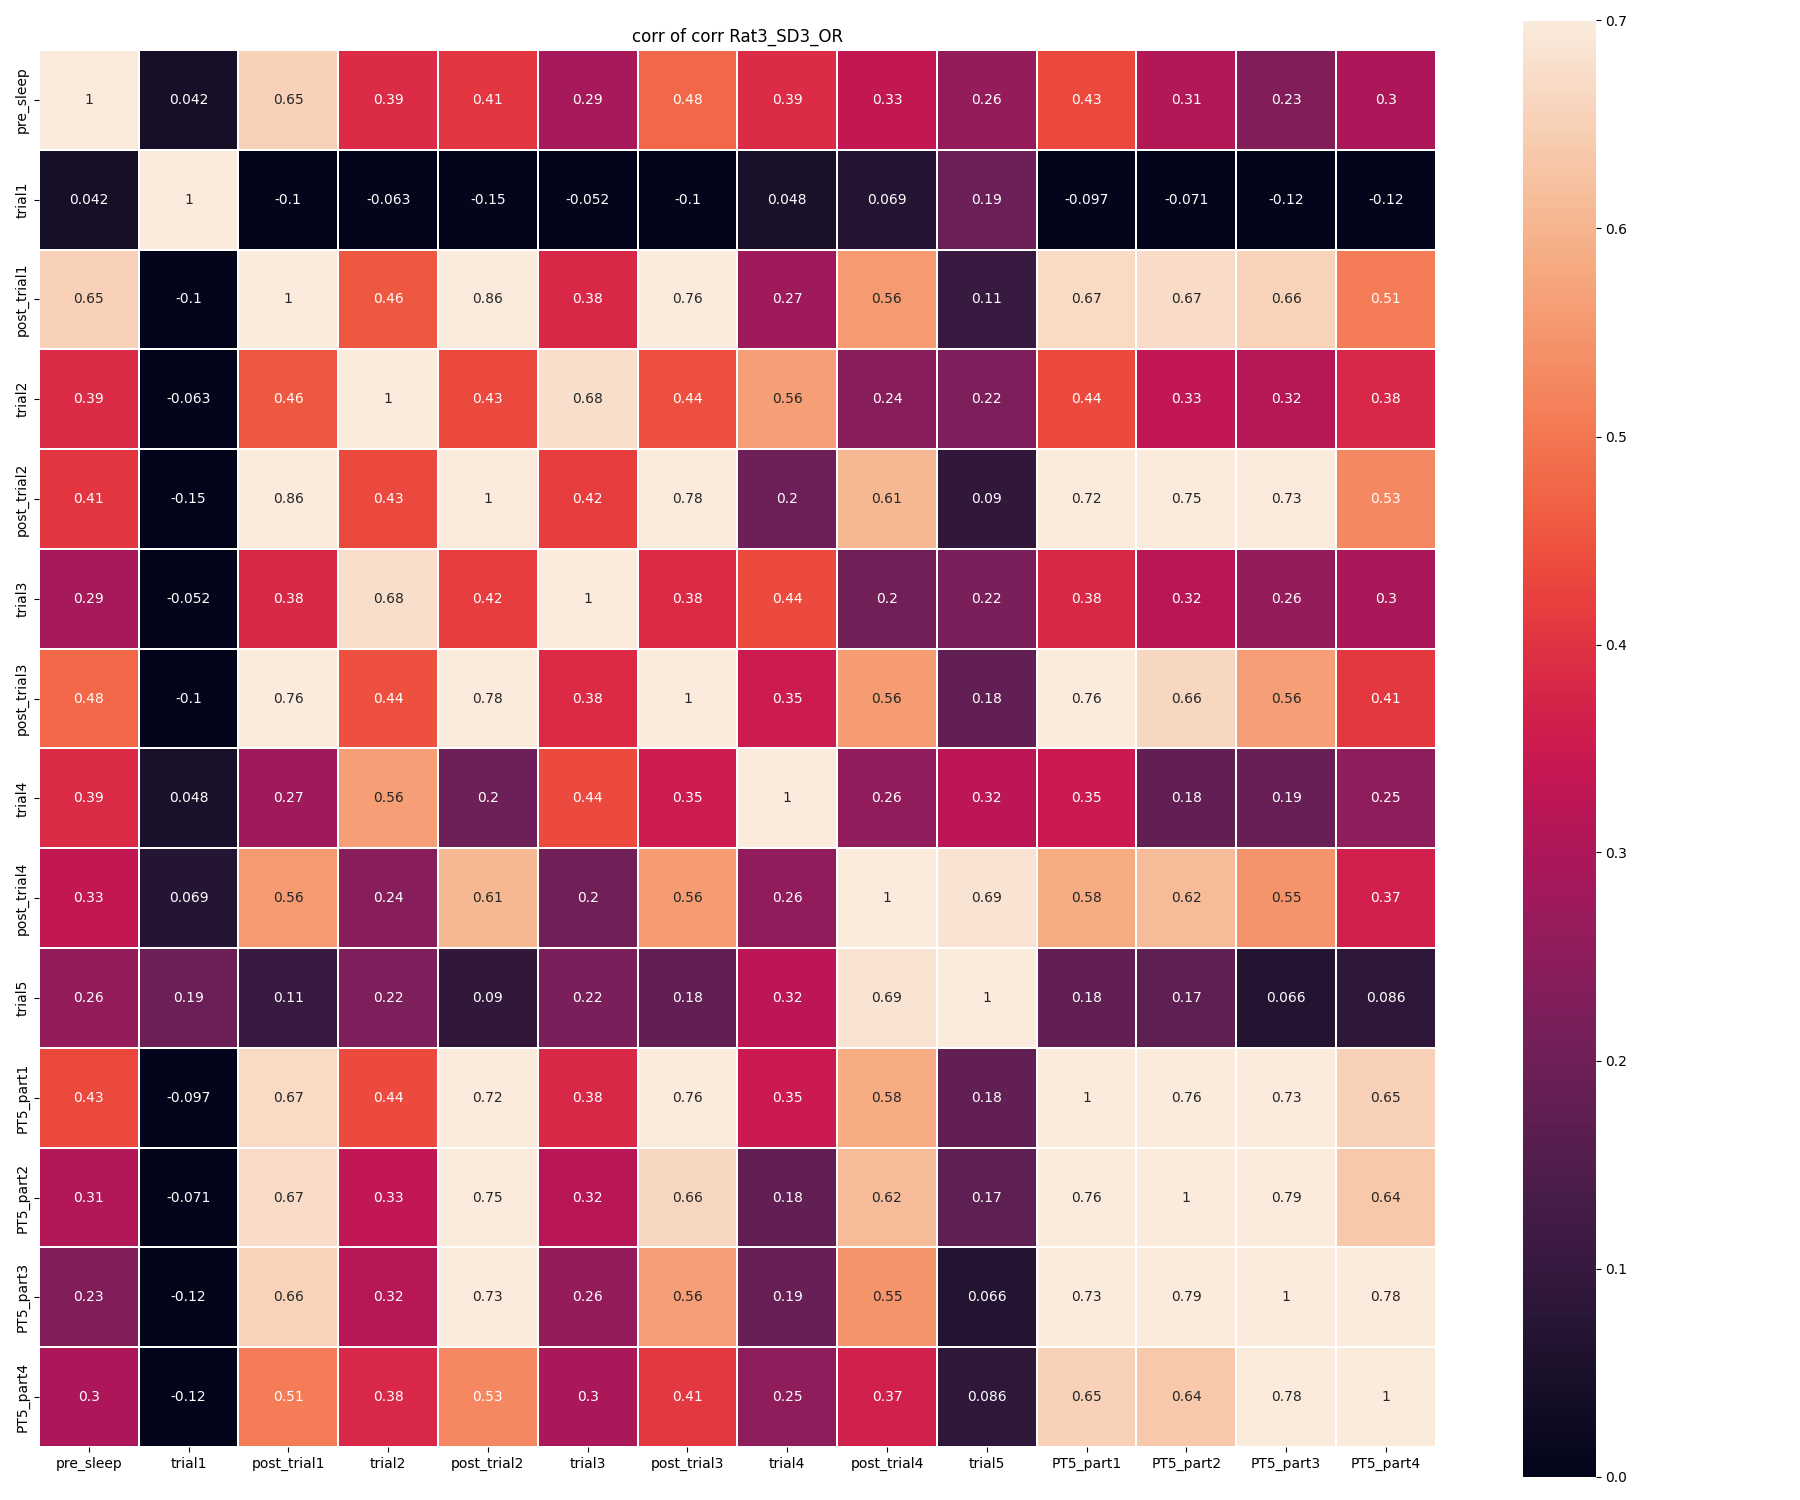 corr of corr Rat3_SD3_OR
pre_sleep 1 0.042 0.65 0.39 0.41 0.29 0.48 0.39 0.33 0.26 0.43 0.31 0.23 0.3
trial1 0.042 1 -0.1 -0.063 -0.15 -0.052 -0.1 0.048 0.069 0.19 -0.097 -0.071 -0.12 -0.12
post_trial1 0.65 -0.1 1 0.46 0.86 0.38 0.76 0.27 0.56 0.11 0.67 0.67 0.66 0.51
trial2 0.39 -0.063 0.46 1 0.43 0.68 0.44 0.56 0.24 0.22 0.44 0.33 0.32 0.38
post_trial2 0.41 -0.15 0.86 0.43 1 0.42 0.78 0.2 0.61 0.09 0.72 0.75 0.73 0.53
trial3 0.29 -0.052 0.38 0.68 0.42 1 0.38 0.44 0.2 0.22 0.38 0.32 0.26 0.3
post_trial3 0.48 -0.1 0.76 0.44 0.78 0.38 1 0.35 0.56 0.18 0.76 0.66 0.56 0.41
trial4 0.39 0.048 0.27 0.56 0.2 0.44 0.35 1 0.26 0.32 0.35 0.18 0.19 0.25
post_trial4 0.33 0.069 0.56 0.24 0.61 0.2 0.56 0.26 1 0.69 0.58 0.62 0.55 0.37
trial5 0.26 0.19 0.11 0.22 0.09 0.22 0.18 0.32 0.69 1 0.18 0.17 0.066 0.086
PT5_part1 0.43 -0.097 0.67 0.44 0.72 0.38 0.76 0.35 0.58 0.18 1 0.76 0.73 0.65
PT5_part2 0.31 -0.071 0.67 0.33 0.75 0.32 0.66 0.18 0.62 0.17 0.76 1 0.79 0.64
PT5_part3 0.23 -0.12 0.66 0.32 0.73 0.26 0.56 0.19 0.55 0.066 0.73 0.79 1 0.78
PT5_part4 0.3 -0.12 0.51 0.38 0.53 0.3 0.41 0.25 0.37 0.086 0.65 0.64 0.78 1
pre_sleep trial1 post_trial1 trial2 post_trial2 trial3 post_trial3 trial4 post_trial4 trial5 PT5_part1 PT5_part2 PT5_part3 PT5_part4
0.7
0.6
0.5
0.4
0.3
0.2
0.1
0.0